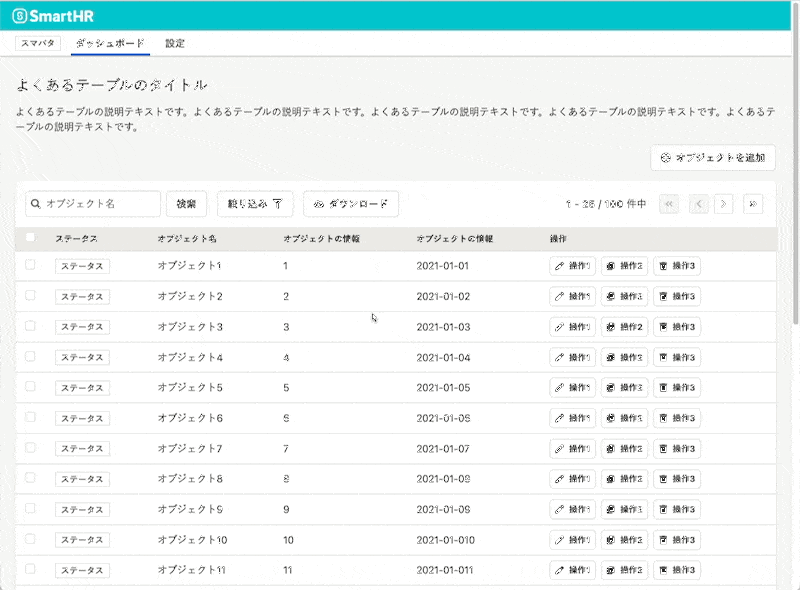 SmartHR
スマパタ ダッシュボード 設定
よくあるテーブルのタイトル
よくあるテーブルの説明テキストです。よくあるテーブルの説明テキストです。よくあるテーブルの説明テキストです。よくあるテーブルの説明テキストです。よくあるテ
ーブルの説明テキストです。
オブジェクトを追加
オブジェクト名 検索 絞り込み ダウンロード 1 - 25 / 100 件中
ステータス オブジェクト名 オブジェクトの情報 オブジェクトの情報 操作
ステータス オブジェクト1 1 2021-01-01 操作1 操作2 操作3
ステータス オブジェクト2 2 2021-01-02 操作1 操作2 操作3
ステータス オブジェクト3 3 2021-01-03 操作1 操作2 操作3
ステータス オブジェクト4 4 2021-01-04 操作1 操作2 操作3
ステータス オブジェクト5 5 2021-01-05 操作1 操作2 操作3
ステータス オブジェクト6 6 2021-01-06 操作1 操作2 操作3
ステータス オブジェクト7 7 2021-01-07 操作1 操作2 操作3
ステータス オブジェクト8 8 2021-01-08 操作1 操作2 操作3
ステータス オブジェクト9 9 2021-01-09 操作1 操作2 操作3
ステータス オブジェクト10 10 2021-01-010 操作1 操作2 操作3
ステータス オブジェクト11 11 2021-01-011 操作1 操作2 操作3